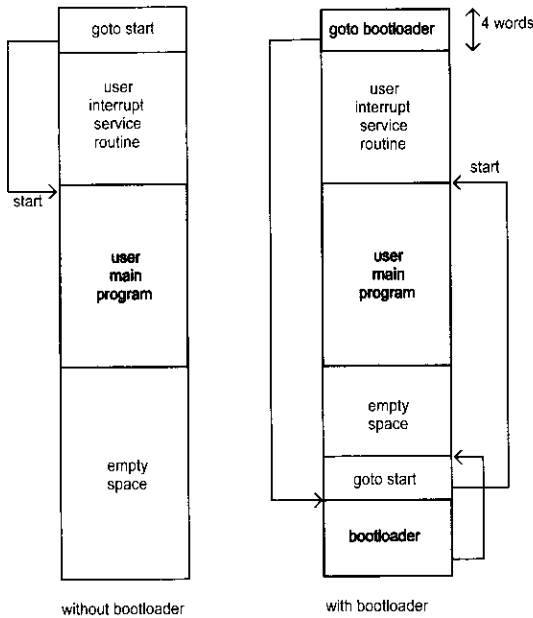 goto start
user
interrupt
service
routine
start
user
main
program
empty
space
without bootloader
goto bootloader
4 words
user
interrupt
service
routine
start
user
main
program
empty
space
goto start
bootloader
with bootloader